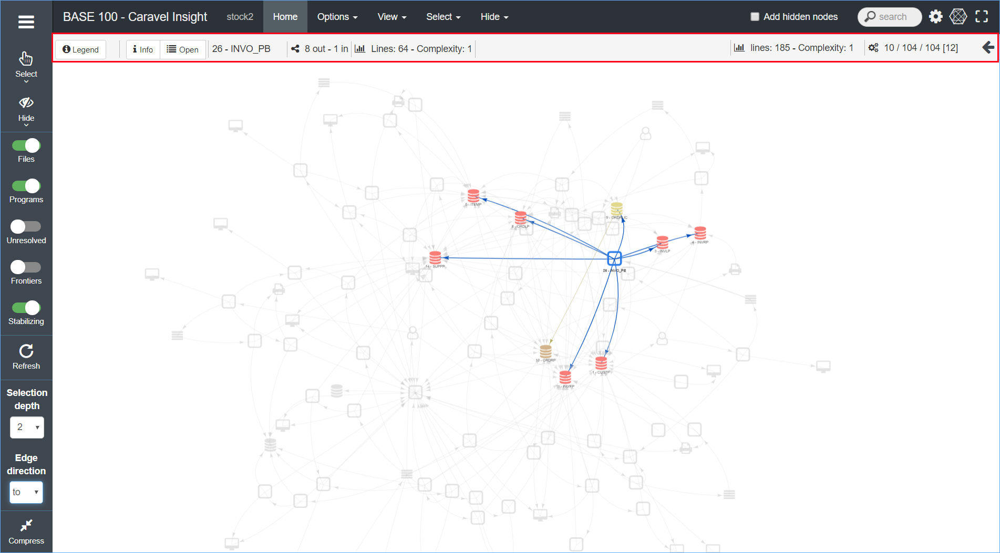 BASE 100 - Caravel Insight
stock2
Home
Options
View
Select
Hide
Add hidden nodes
search
Legend
Info
Open
26 - INVO_PB
8 out - 1 in
Lines: 64 - Complexity: 1
lines: 185 - Complexity: 1
10 / 104 / 104 [12]
Select
Hide
Files
Programs
Unresolved
Frontiers
Stabilizing
Refresh
Selection
depth
2
Edge
direction
to
Compress
5 - ITEMP
8 - ORDLP
9 - ORDFLIC
4 - INVRP
3 - INVLP
14 - SUPPP
26 - INVO_PB
10 - ORDRP
1 - CUSTP
11 - PAYFP